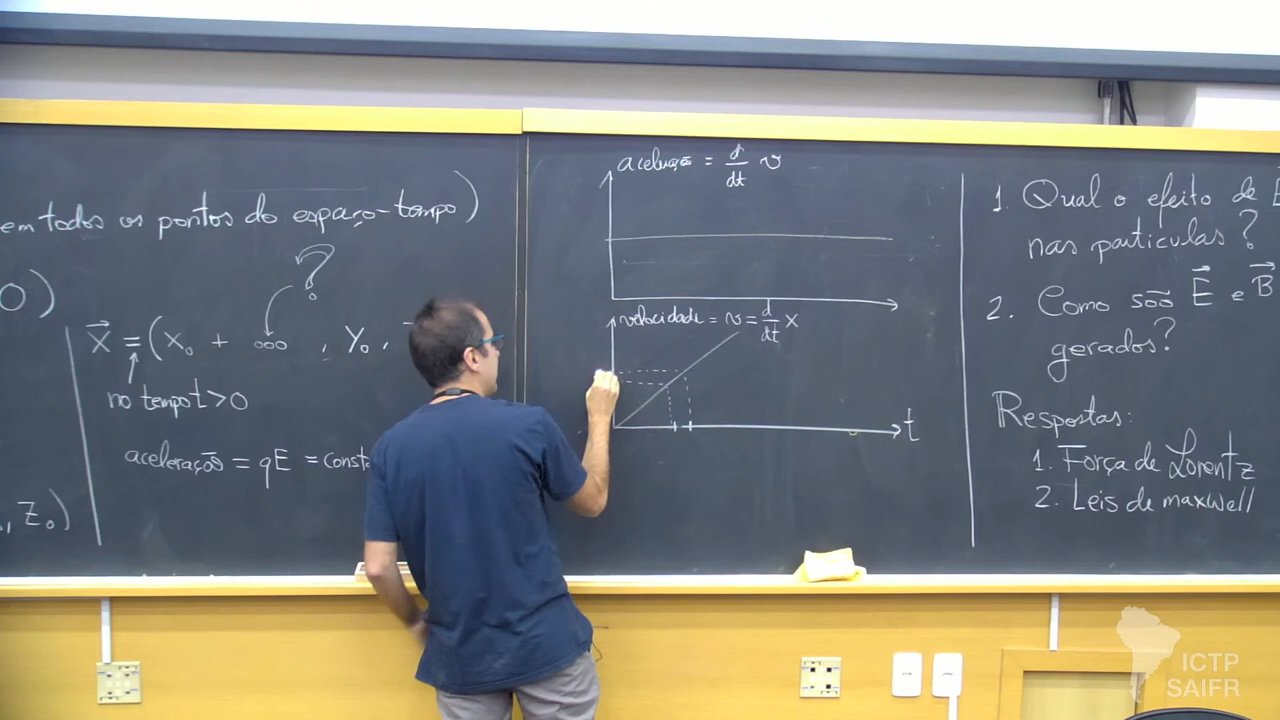 em todos os pontos do espaço-tempo)
0)
?
X⃗ = (X₀ + ooo , Y₀,
no tempo t > 0
aceleração = qE = const
, Z₀)
aceleração = d/dt v
velocidade = v = d/dt x
t
1. Qual o efeito de E
nas particulas?
2. Como são E⃗ e B⃗
gerados?
Respostas:
1. Força de Lorentz
2. Leis de maxwell
ICTP
SAIFR